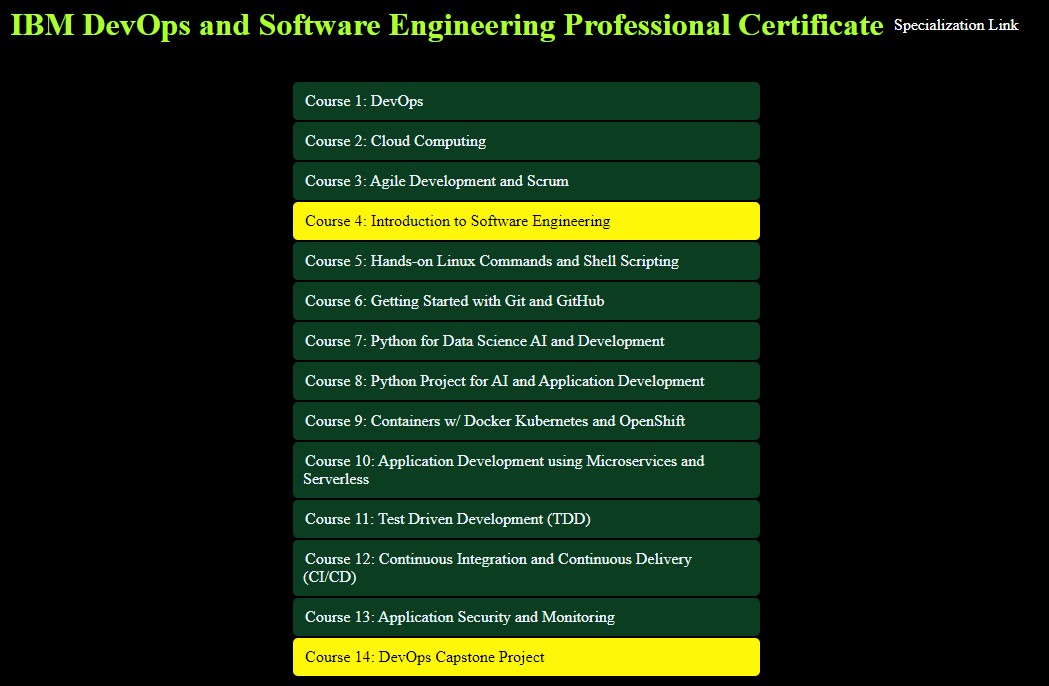 IBM DevOps and Software Engineering Professional Certificate Specialization Link
Course 1: DevOps
Course 2: Cloud Computing
Course 3: Agile Development and Scrum
Course 4: Introduction to Software Engineering
Course 5: Hands-on Linux Commands and Shell Scripting
Course 6: Getting Started with Git and GitHub
Course 7: Python for Data Science AI and Development
Course 8: Python Project for AI and Application Development
Course 9: Containers w/ Docker Kubernetes and OpenShift
Course 10: Application Development using Microservices and
Serverless
Course 11: Test Driven Development (TDD)
Course 12: Continuous Integration and Continuous Delivery
(CI/CD)
Course 13: Application Security and Monitoring
Course 14: DevOps Capstone Project